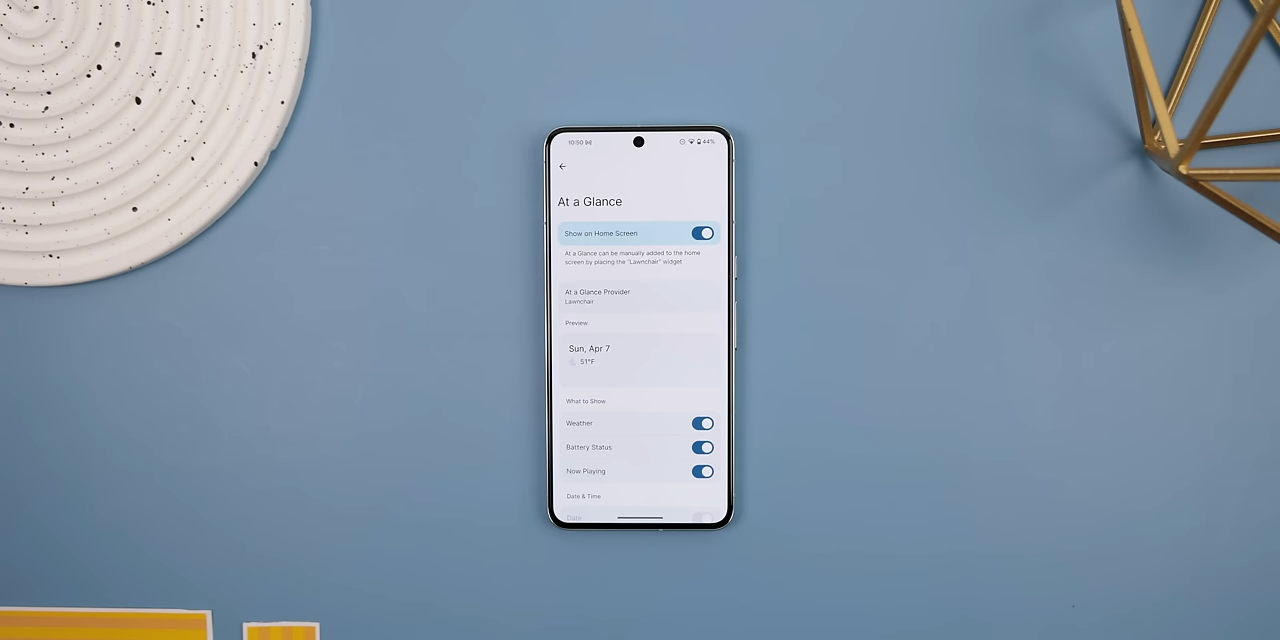 10:50
44%
At a Glance
Show on Home Screen
At a Glance can be manually added to the home
screen by placing the "Lawnchair" widget
At a Glance Provider
Lawnchair
Preview
Sun, Apr 7
51°F
What to Show
Weather
Battery Status
Now Playing
Date & Time
Date